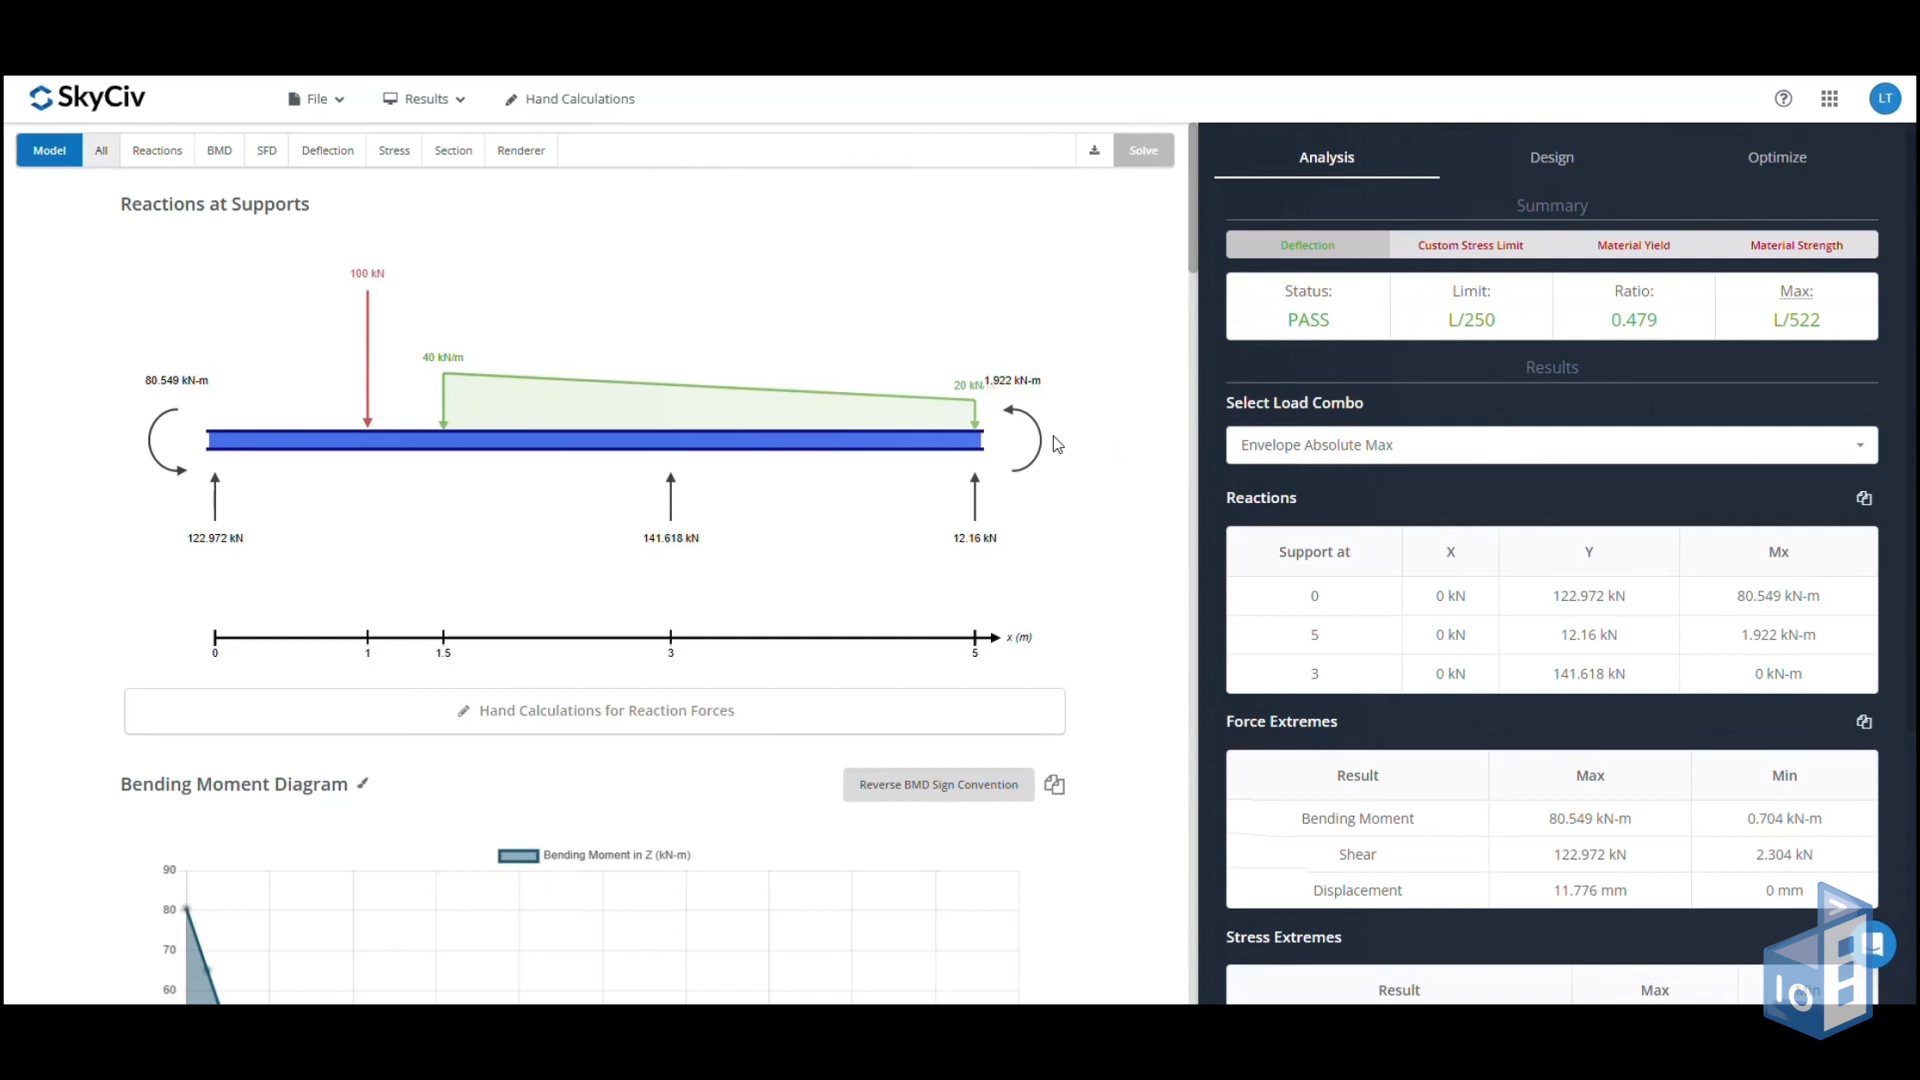 SkyCiv
File
Results
Hand Calculations
LT
Model
All
Reactions
BMD
SFD
Deflection
Stress
Section
Renderer
Solve
Reactions at Supports
100 kN
40 kN/m
80.549 kN-m
20 kN/
1.922 kN-m
122.972 kN
141.618 kN
12.16 kN
x (m)
0
1
1.5
3
5
Hand Calculations for Reaction Forces
Bending Moment Diagram
Reverse BMD Sign Convention
Bending Moment in Z (kN-m)
90
80
70
60
Analysis
Design
Optimize
Summary
Deflection
Custom Stress Limit
Material Yield
Material Strength
Status:
Limit:
Ratio:
Max:
PASS
L/250
0.479
L/522
Results
Select Load Combo
Envelope Absolute Max
Reactions
Support at X Y Mx
0 0 kN 122.972 kN 80.549 kN-m
5 0 kN 12.16 kN 1.922 kN-m
3 0 kN 141.618 kN 0 kN-m
Force Extremes
Result Max Min
Bending Moment 80.549 kN-m 0.704 kN-m
Shear 122.972 kN 2.304 kN
Displacement 11.776 mm 0 mm
Stress Extremes
Result Max Min